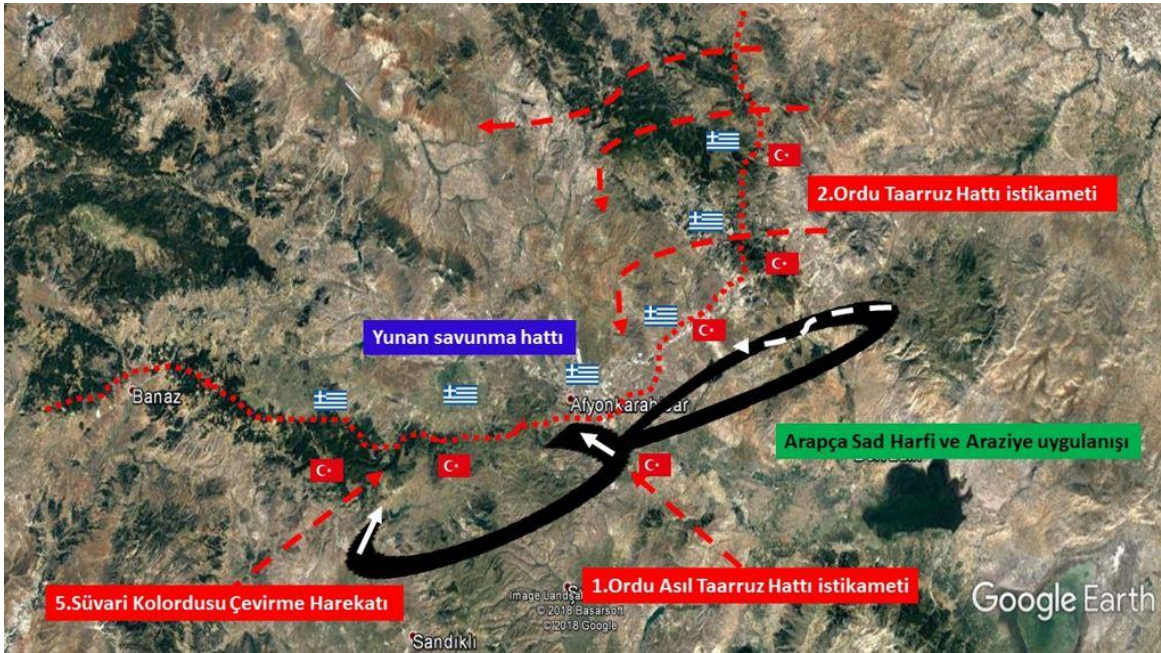 2.Ordu Taarruz Hattı istikameti
Yunan savunma hattı
Banaz
Afyonkarahisar
Arapça Sad Harfi ve Araziye uygulanışı
5.Süvari Kolordusu Çevirme Harekatı
1.Ordu Asıl Taarruz Hattı istikameti
Image
© 2018 Basarsoft
© 2018 Google
Google Earth
Sandıklı